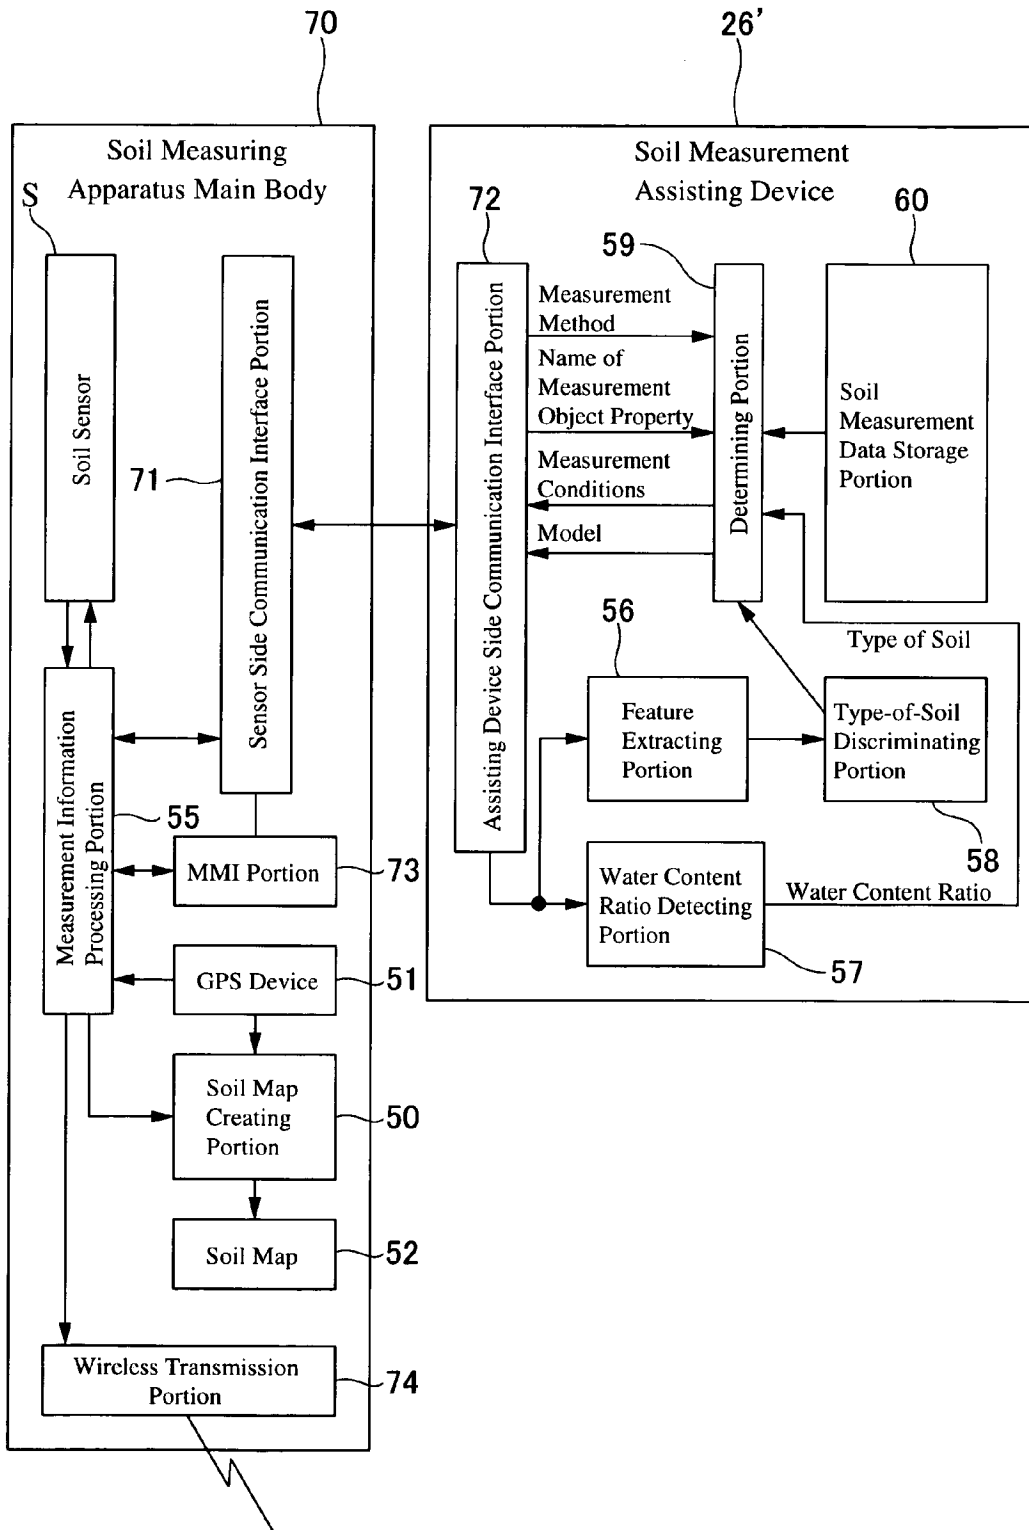 70
Soil Measuring
Apparatus Main Body
S
Soil Sensor
71
Sensor Side Communication Interface Portion
Measurement Information
Processing Portion
55
MMI Portion
73
GPS Device
51
Soil Map
Creating
Portion
50
Soil Map
52
Wireless Transmission
Portion
74
26’
Soil Measurement
Assisting Device
72
Assisting Device Side Communication Interface Portion
Measurement
Method
Name of
Measurement
Object Property
Measurement
Conditions
Model
59
Determining Portion
60
Soil
Measurement
Data Storage
Portion
Type of Soil
56
Feature
Extracting
Portion
Type-of-Soil
Discriminating
Portion
58
Water Content
Ratio Detecting
Portion
57
Water Content Ratio